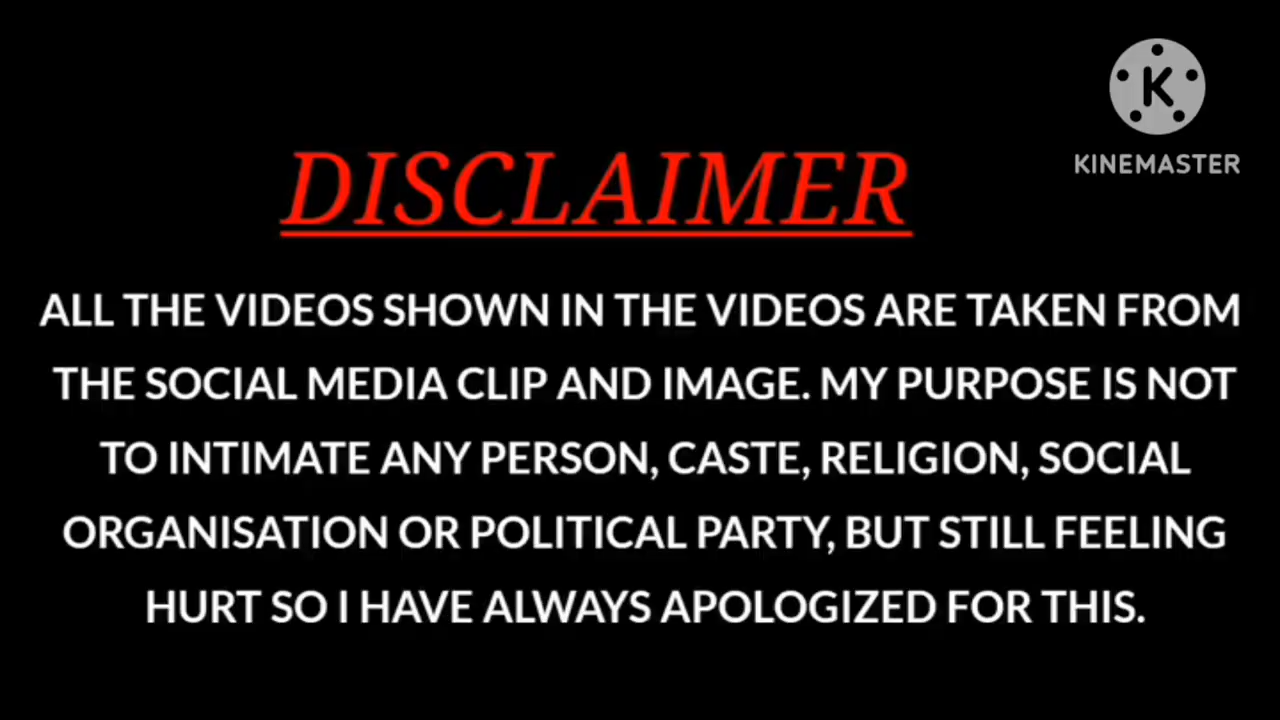 K
KINEMASTER
DISCLAIMER
ALL THE VIDEOS SHOWN IN THE VIDEOS ARE TAKEN FROM
THE SOCIAL MEDIA CLIP AND IMAGE. MY PURPOSE IS NOT
TO INTIMATE ANY PERSON, CASTE, RELIGION, SOCIAL
ORGANISATION OR POLITICAL PARTY, BUT STILL FEELING
HURT SO I HAVE ALWAYS APOLOGIZED FOR THIS.